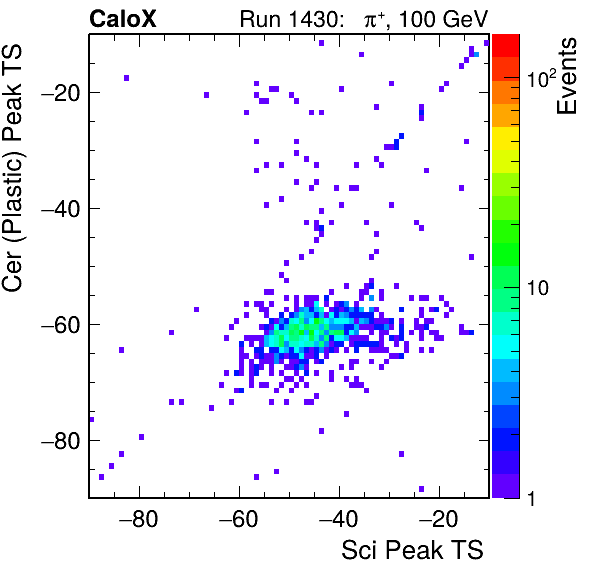 CaloX Run 1430: π⁺, 100 GeV
Cer (Plastic) Peak TS
−20
−40
−60
−80
−80 −60 −40 −20
Sci Peak TS
Events
10²
10
1